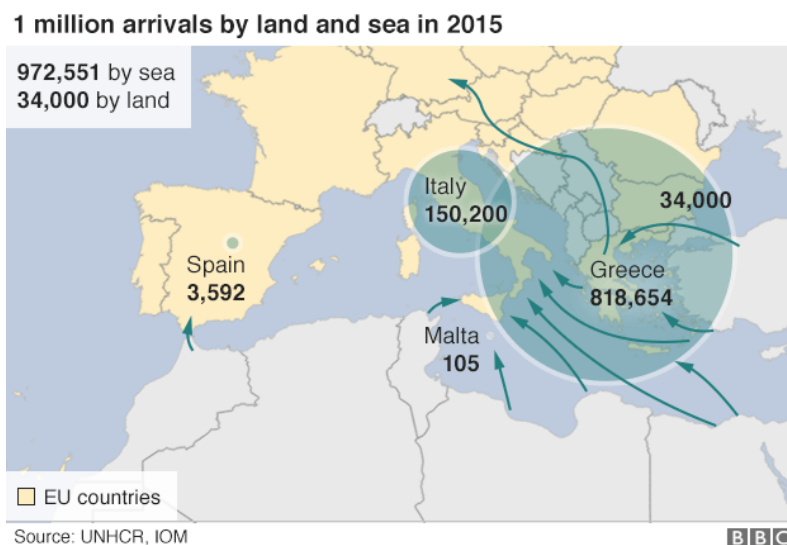 1 million arrivals by land and sea in 2015
972,551 by sea
34,000 by land
Italy
150,200
34,000
Spain
3,592
Greece
818,654
Malta
105
EU countries
Source: UNHCR, IOM
BBC